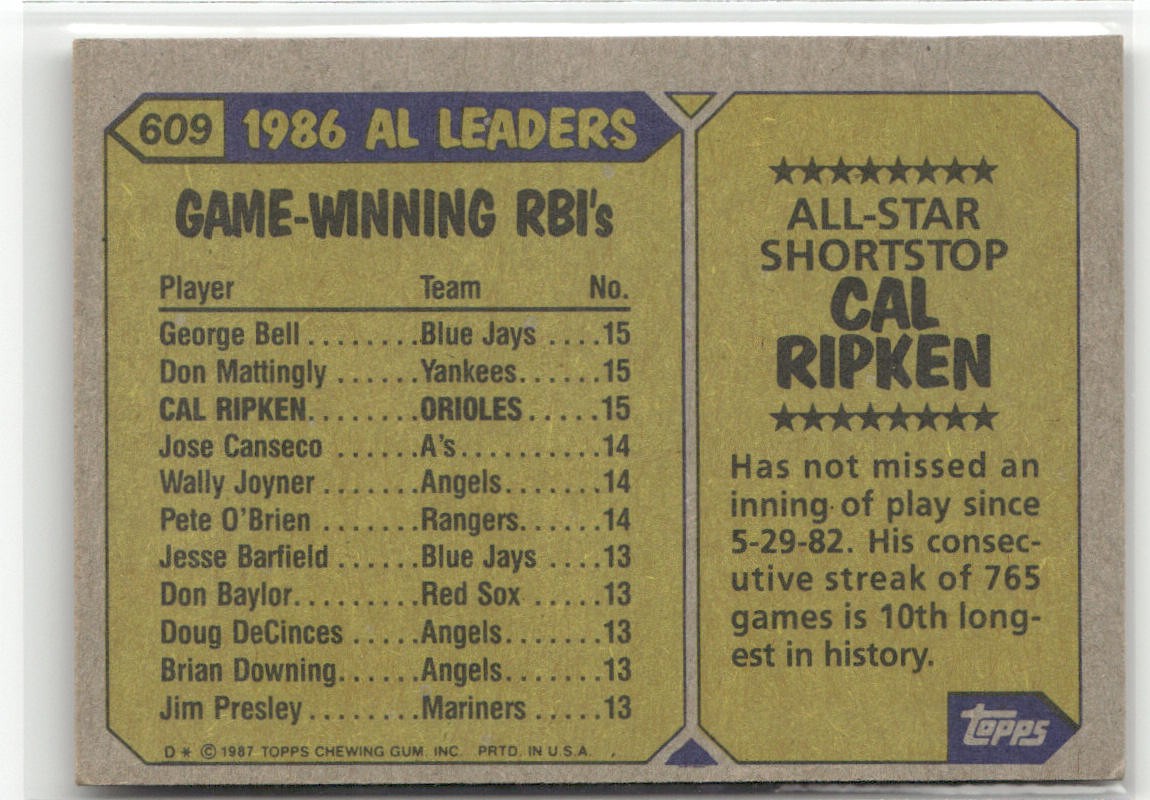 609 1986 AL LEADERS
GAME-WINNING RBI's
Player Team No.
George Bell ........Blue Jays ....15
Don Mattingly ......Yankees......15
CAL RIPKEN........ORIOLES.....15
Jose Canseco ......A's..........14
Wally Joyner .......Angels.......14
Pete O'Brien .......Rangers......14
Jesse Barfield ......Blue Jays ....13
Don Baylor.........Red Sox .....13
Doug DeCinces .....Angels.......13
Brian Downing......Angels.......13
Jim Presley ........Mariners .....13
D * © 1987 TOPPS CHEWING GUM. INC. PRTD. IN U.S.A.
ALL-STAR
SHORTSTOP
CAL
RIPKEN
Has not missed an
inning of play since
5-29-82. His consec-
utive streak of 765
games is 10th long-
est in history.
Topps